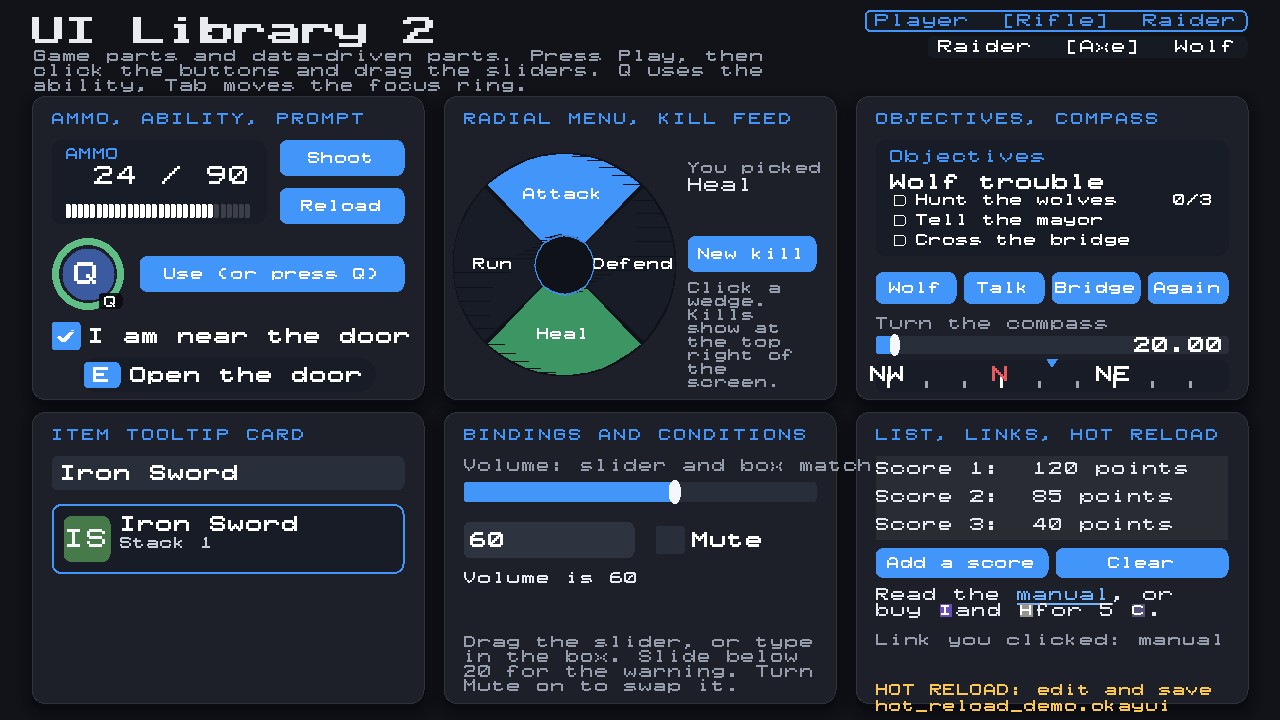 UI Library 2
Game parts and data-driven parts. Press Play, then
click the buttons and drag the sliders. Q uses the
ability, Tab moves the focus ring.
Player [Rifle] Raider
Raider [Axe] Wolf
AMMO, ABILITY, PROMPT
AMMO
24 / 90
Shoot
Reload
Q
Q
Use (or press Q)
I am near the door
E Open the door
RADIAL MENU, KILL FEED
Attack
Run
Defend
Heal
You picked
Heal
New kill
Click a
wedge.
Kills
show at
the top
right of
the
screen.
OBJECTIVES, COMPASS
Objectives
Wolf trouble
Hunt the wolves 0/3
Tell the mayor
Cross the bridge
Wolf Talk Bridge Again
Turn the compass
20.00
NW N NE
ITEM TOOLTIP CARD
Iron Sword
IS
Iron Sword
Stack 1
BINDINGS AND CONDITIONS
Volume: slider and box match
60
Mute
Volume is 60
Drag the slider, or type
in the box. Slide below
20 for the warning. Turn
Mute on to swap it.
LIST, LINKS, HOT RELOAD
Score 1: 120 points
Score 2: 85 points
Score 3: 40 points
Add a score Clear
Read the manual, or
buy I and H for 5 C.
Link you clicked: manual
HOT RELOAD: edit and save
hot_reload_demo.okayui